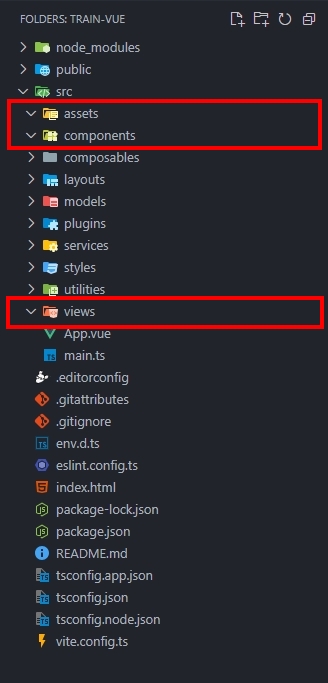 FOLDERS: TRAIN-VUE
node_modules
public
src
assets
components
composables
layouts
models
plugins
services
styles
utilities
views
App.vue
TS main.ts
.editorconfig
.gitattributes
.gitignore
TS env.d.ts
eslint.config.ts
index.html
package-lock.json
package.json
README.md
tsconfig.app.json
tsconfig.json
tsconfig.node.json
vite.config.ts